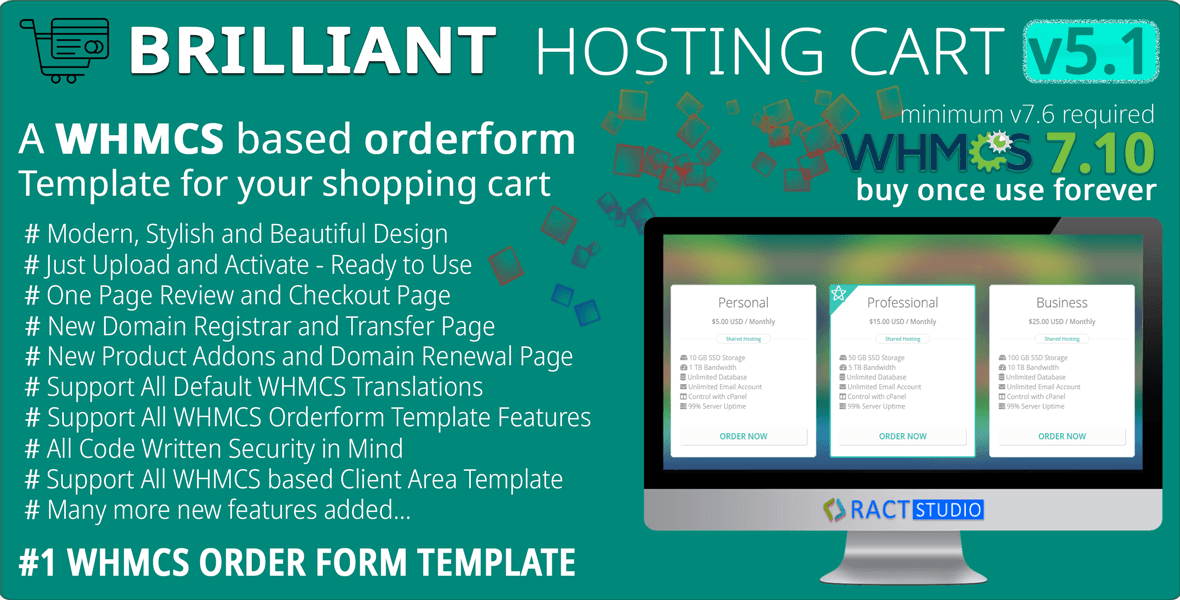 BRILLIANT HOSTING CART v5.1
minimum v7.6 required
WHMCS 7.10
buy once use forever
A WHMCS based orderform
Template for your shopping cart
# Modern, Stylish and Beautiful Design
# Just Upload and Activate - Ready to Use
# One Page Review and Checkout Page
# New Domain Registrar and Transfer Page
# New Product Addons and Domain Renewal Page
# Support All Default WHMCS Translations
# Support All WHMCS Orderform Template Features
# All Code Written Security in Mind
# Support All WHMCS based Client Area Template
# Many more new features added...
#1 WHMCS ORDER FORM TEMPLATE
Personal
$5.00 USD / Monthly
Shared Hosting
10 GB SSD Storage
1 TB Bandwidth
Unlimited Database
Unlimited Email Account
Control with cPanel
99% Server Uptime
ORDER NOW
Professional
$15.00 USD / Monthly
Shared Hosting
50 GB SSD Storage
5 TB Bandwidth
Unlimited Database
Unlimited Email Account
Control with cPanel
99% Server Uptime
ORDER NOW
Business
$25.00 USD / Monthly
Shared Hosting
100 GB SSD Storage
10 TB Bandwidth
Unlimited Database
Unlimited Email Account
Control with cPanel
99% Server Uptime
ORDER NOW
RACT STUDIO